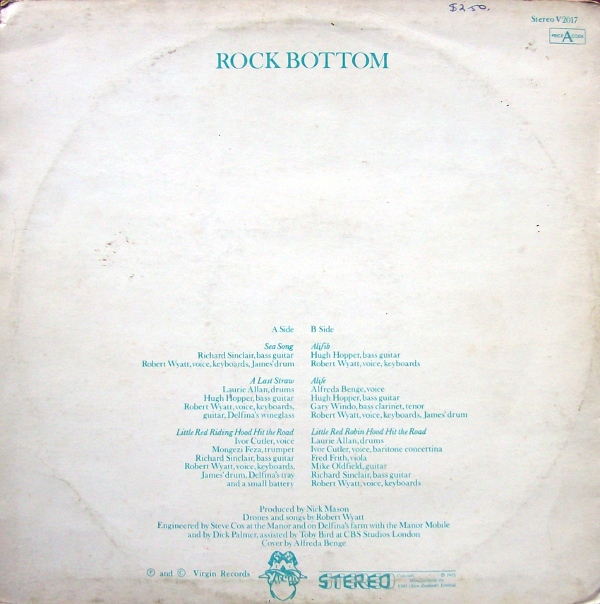 $2.50.
Stereo V2017
PRICE A CODE
ROCK BOTTOM
A Side
Sea Song
Richard Sinclair, bass guitar
Robert Wyatt, voice, keyboards, James' drum
A Last Straw
Laurie Allan, drums
Hugh Hopper, bass guitar
Robert Wyatt, voice, keyboards,
guitar, Delfina's wineglass
Little Red Riding Hood Hit the Road
Ivor Cutler, voice
Mongezi Feza, trumpet
Richard Sinclair, bass guitar
Robert Wyatt, voice, keyboards,
James' drum, Delfina's tray
and a small battery
B Side
Alifib
Hugh Hopper, bass guitar
Robert Wyatt, voice, keyboards
Alife
Alfreda Benge, voice
Hugh Hopper, bass guitar
Gary Windo, bass clarinet, tenor
Robert Wyatt, voice, keyboards, James' drum
Little Red Robin Hood Hit the Road
Laurie Allan, drums
Ivor Cutler, voice, baritone concertina
Fred Frith, viola
Mike Oldfield, guitar
Richard Sinclair, bass guitar
Robert Wyatt, voice, keyboards
Produced by Nick Mason
Drones and songs by Robert Wyatt
Engineered by Steve Cox at the Manor and on Delfina's farm with the Manor Mobile
and by Dick Palmer, assisted by Toby Bird at CBS Studios London
Cover by Alfreda Benge
℗ and © Virgin Records
Virgin
STEREO